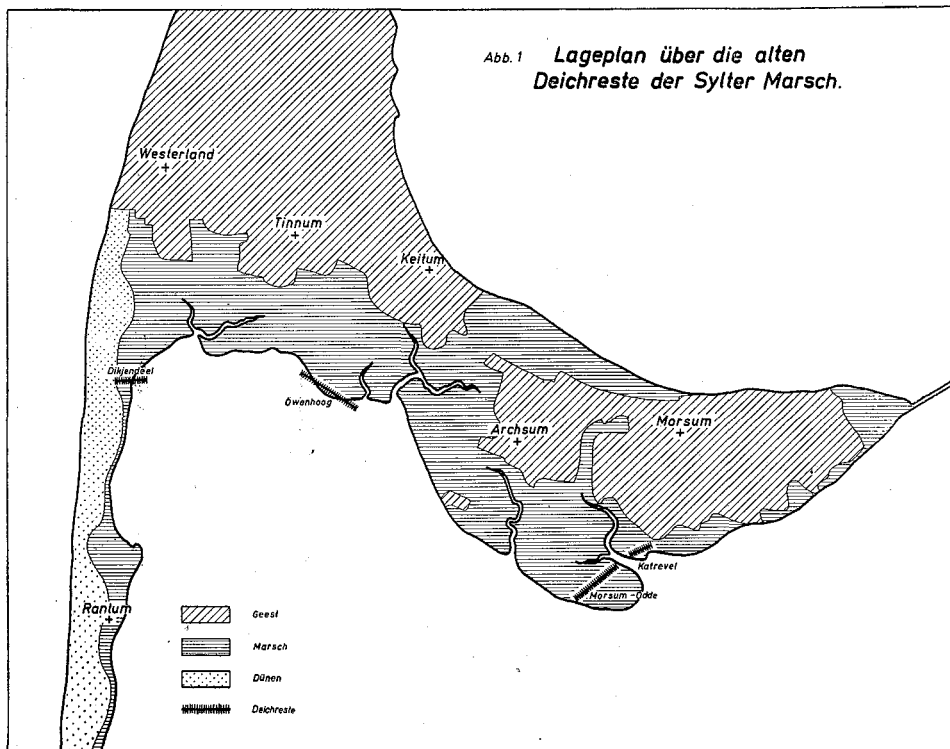 Abb. 1 Lageplan über die alten
Deichreste der Sylter Marsch.
Westerland
Tinnum
Keitum
Dikjendeel
Öwenhoog
Archsum
Morsum
Katrevel
Morsum-Odde
Rantum
Geest
Marsch
Dünen
Deichreste